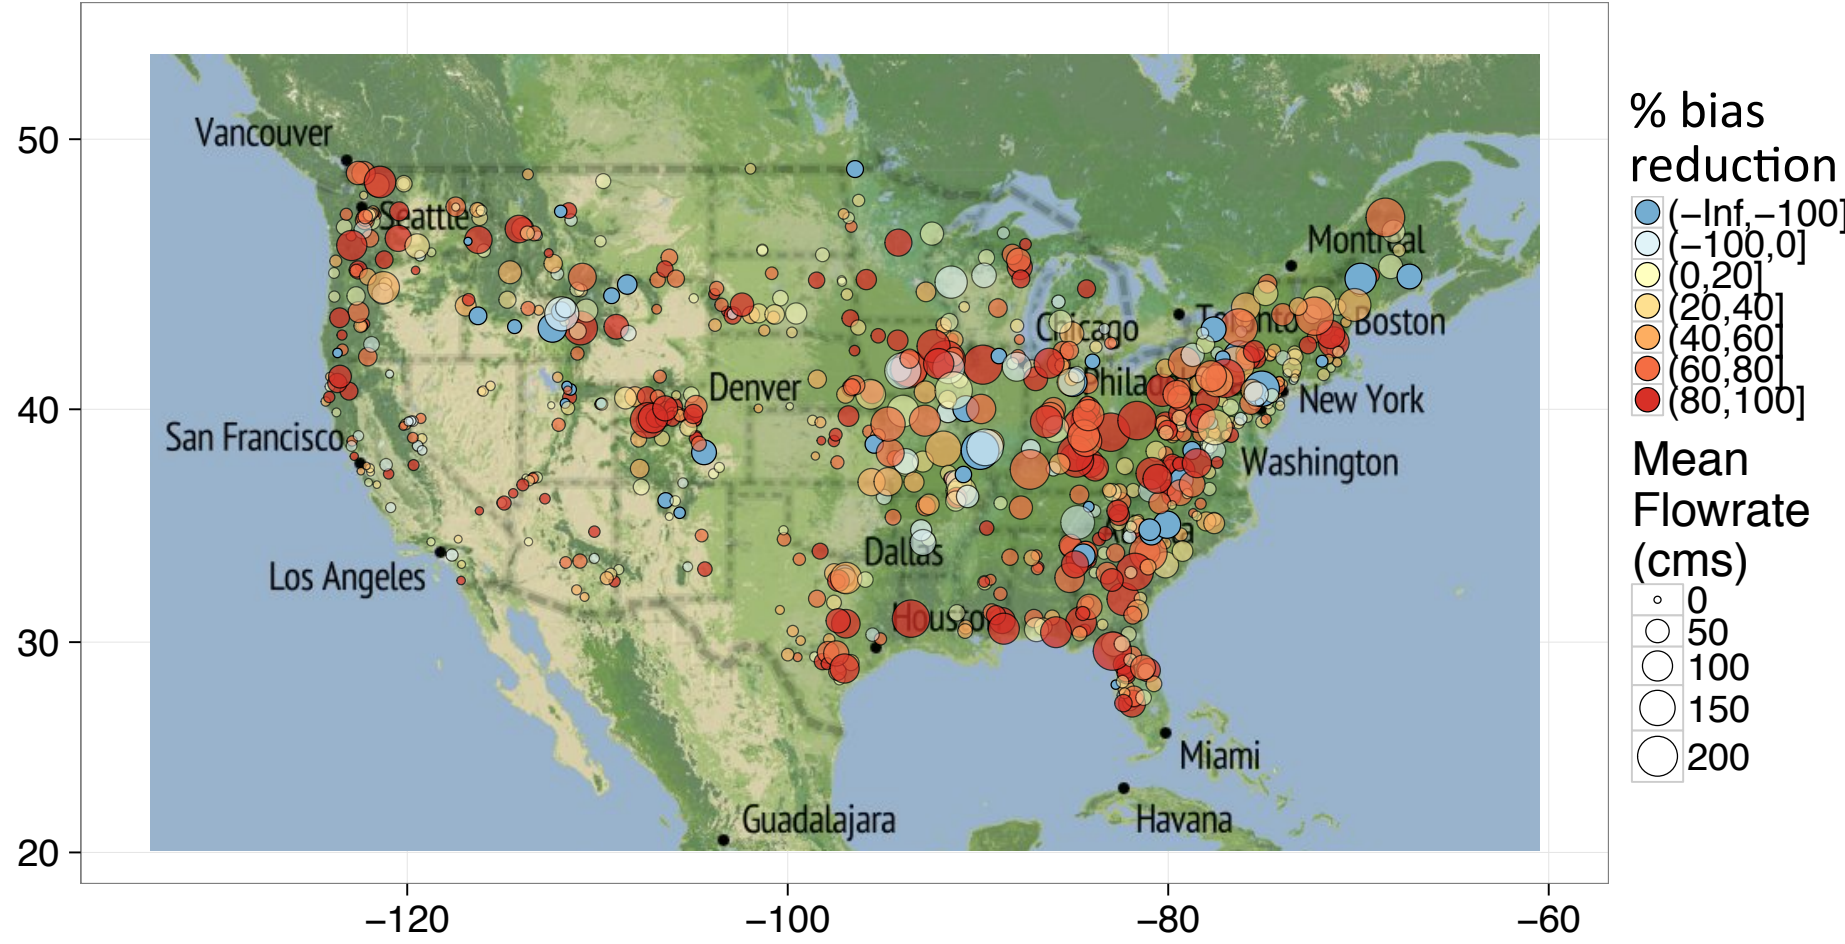 50
40
30
20
−120
−100
−80
−60
Vancouver
Seattle
Montreal
Toronto
Boston
Chicago
Denver
New York
San Francisco
Washington
Dallas
Los Angeles
Houston
Miami
Guadalajara
Havana
% bias
reduction
(−Inf,−100]
(−100,0]
(0,20]
(20,40]
(40,60]
(60,80]
(80,100]
Mean
Flowrate
(cms)
0
50
100
150
200